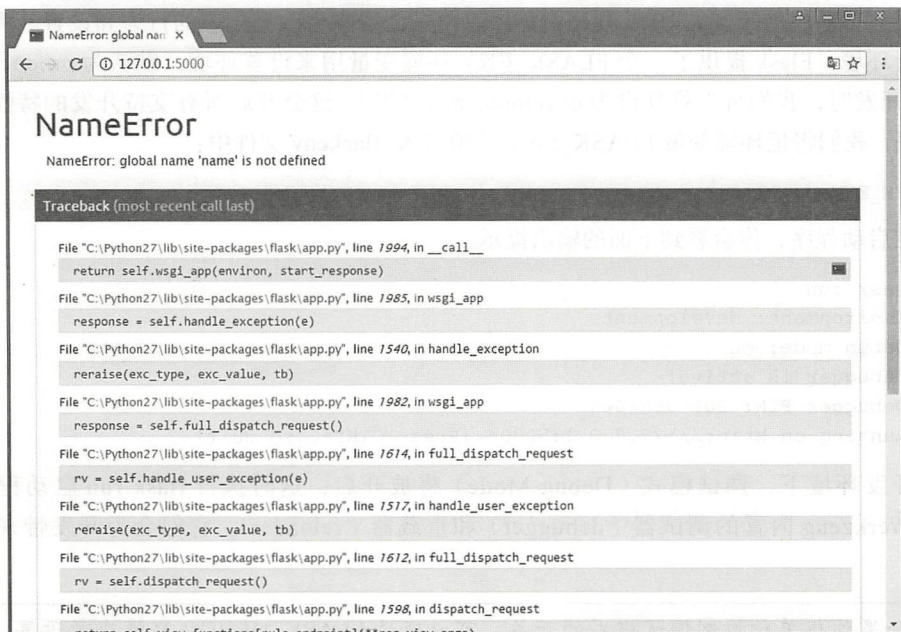 NameError: global nan
127.0.0.1:5000
NameError
NameError: global name 'name' is not defined
Traceback (most recent call last)
File "C:\Python27\lib\site-packages\flask\app.py", line 1994, in __call__
return self.wsgi_app(environ, start_response)
File "C:\Python27\lib\site-packages\flask\app.py", line 1985, in wsgi_app
response = self.handle_exception(e)
File "C:\Python27\lib\site-packages\flask\app.py", line 1540, in handle_exception
reraise(exc_type, exc_value, tb)
File "C:\Python27\lib\site-packages\flask\app.py", line 1982, in wsgi_app
response = self.full_dispatch_request()
File "C:\Python27\lib\site-packages\flask\app.py", line 1614, in full_dispatch_request
rv = self.handle_user_exception(e)
File "C:\Python27\lib\site-packages\flask\app.py", line 1517, in handle_user_exception
reraise(exc_type, exc_value, tb)
File "C:\Python27\lib\site-packages\flask\app.py", line 1612, in full_dispatch_request
rv = self.dispatch_request()
File "C:\Python27\lib\site-packages\flask\app.py", line 1598, in dispatch_request